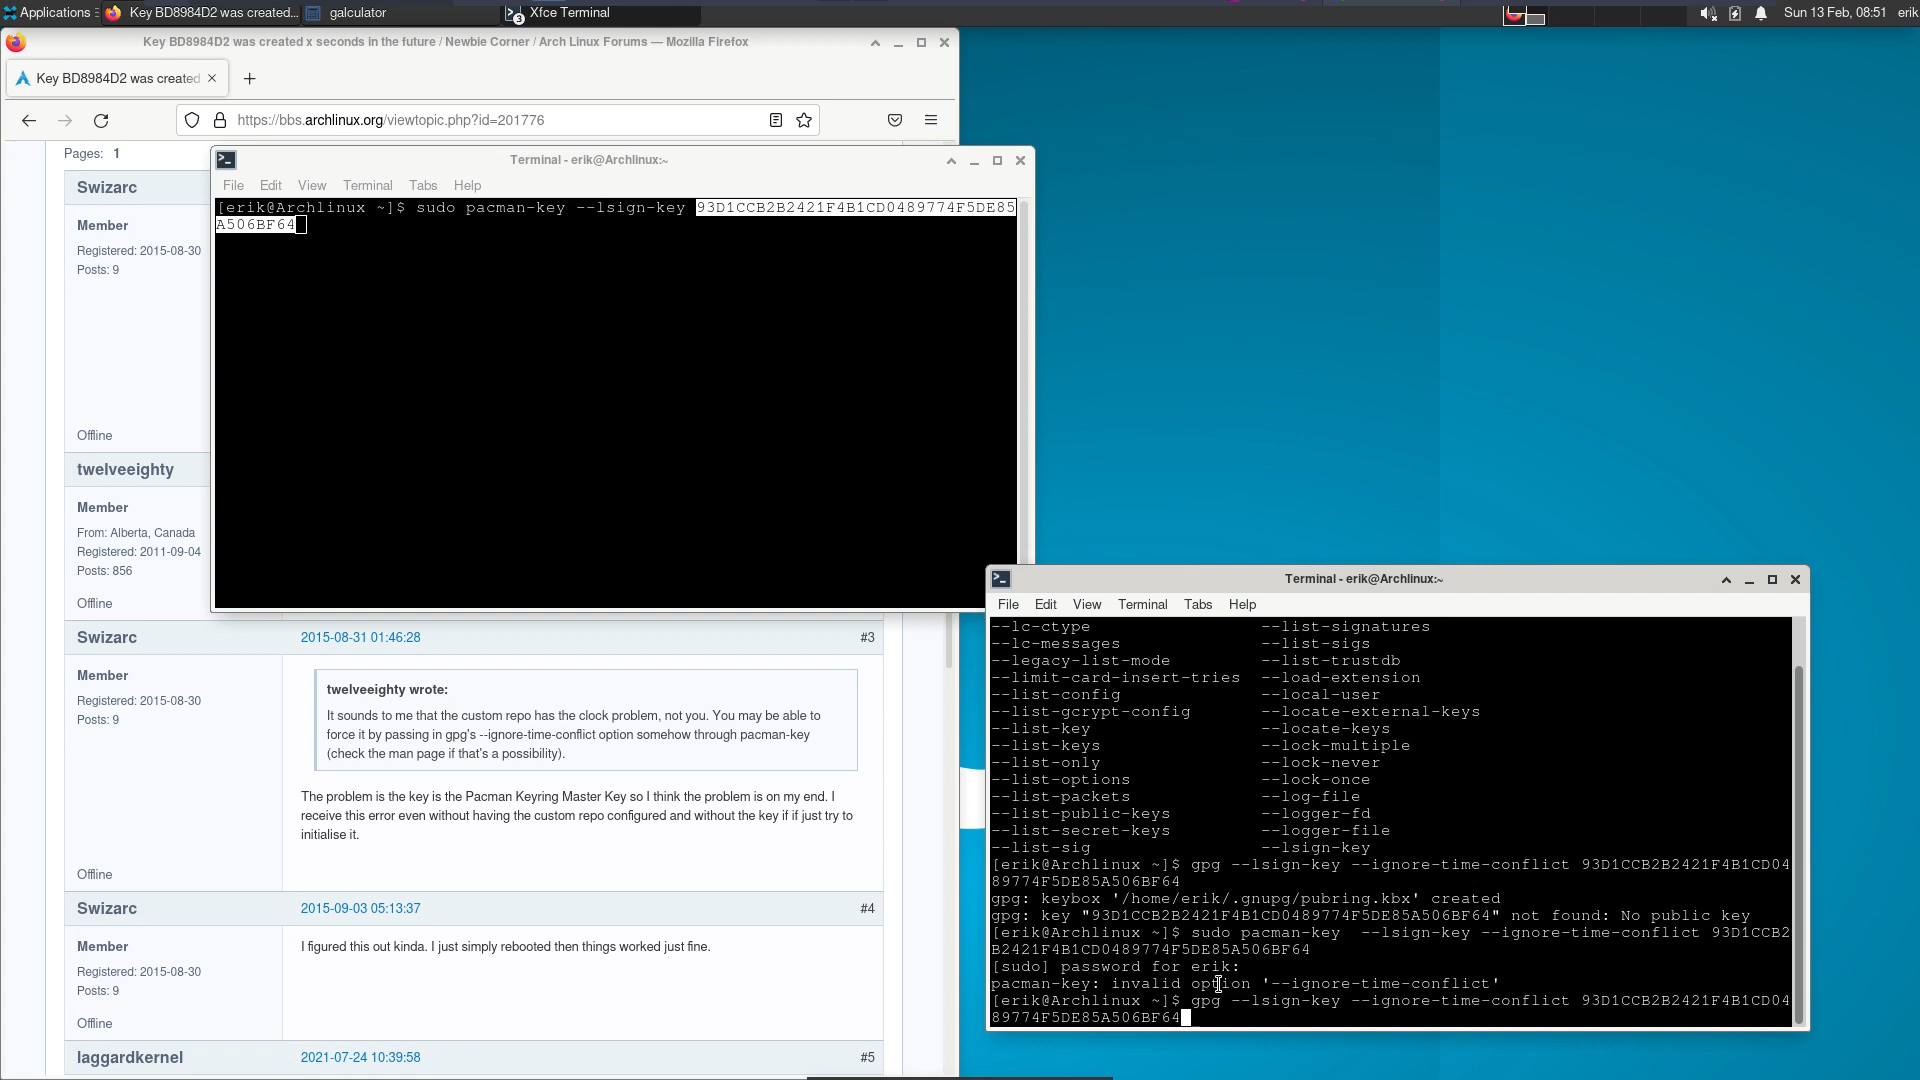 Applications
Key BD8984D2 was created...
galculator
3
Xfce Terminal
Sun 13 Feb, 08:51
erik
Key BD8984D2 was created x seconds in the future / Newbie Corner / Arch Linux Forums — Mozilla Firefox
Key BD8984D2 was created
https://bbs.archlinux.org/viewtopic.php?id=201776
Pages: 1
Swizarc
Member
Registered: 2015-08-30
Posts: 9
Offline
twelveeighty
Member
From: Alberta, Canada
Registered: 2011-09-04
Posts: 856
Offline
Swizarc
2015-08-31 01:46:28
#3
Member
Registered: 2015-08-30
Posts: 9
twelveeighty wrote:
It sounds to me that the custom repo has the clock problem, not you. You may be able to
force it by passing in gpg's --ignore-time-conflict option somehow through pacman-key
(check the man page if that's a possibility).
The problem is the key is the Pacman Keyring Master Key so I think the problem is on my end. I
receive this error even without having the custom repo configured and without the key if if just try to
initialise it.
Offline
Swizarc
2015-09-03 05:13:37
#4
Member
Registered: 2015-08-30
Posts: 9
I figured this out kinda. I just simply rebooted then things worked just fine.
Offline
laggardkernel
2021-07-24 10:39:58
#5
Terminal - erik@Archlinux:~
File Edit View Terminal Tabs Help
[erik@Archlinux ~]$ sudo pacman-key --lsign-key 93D1CCB2B2421F4B1CD0489774F5DE85
A506BF64
Terminal - erik@Archlinux:~
File Edit View Terminal Tabs Help
--lc-ctype --list-signatures
--lc-messages --list-sigs
--legacy-list-mode --list-trustdb
--limit-card-insert-tries --load-extension
--list-config --local-user
--list-gcrypt-config --locate-external-keys
--list-key --locate-keys
--list-keys --lock-multiple
--list-only --lock-never
--list-options --lock-once
--list-packets --log-file
--list-public-keys --logger-fd
--list-secret-keys --logger-file
--list-sig --lsign-key
[erik@Archlinux ~]$ gpg --lsign-key --ignore-time-conflict 93D1CCB2B2421F4B1CD04
89774F5DE85A506BF64
gpg: keybox '/home/erik/.gnupg/pubring.kbx' created
gpg: key "93D1CCB2B2421F4B1CD0489774F5DE85A506BF64" not found: No public key
[erik@Archlinux ~]$ sudo pacman-key  --lsign-key --ignore-time-conflict 93D1CCB2
B2421F4B1CD0489774F5DE85A506BF64
[sudo] password for erik:
pacman-key: invalid option '--ignore-time-conflict'
[erik@Archlinux ~]$ gpg --lsign-key --ignore-time-conflict 93D1CCB2B2421F4B1CD04
89774F5DE85A506BF64